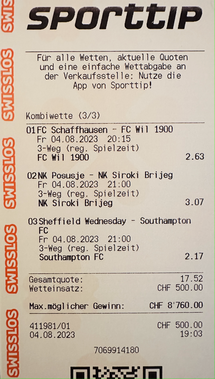 sporttip
Für alle Wetten, aktuelle Quoten
und eine einfache Wettabgabe an
der Verkaufsstelle: Nutze die
App von Sporttip!
Kombiwette (3/3)
01 FC Schaffhausen - FC Wil 1900
Fr 04.08.2023 20:15
3-Weg (reg. Spielzeit)
FC Wil 1900 2.63
02 NK Posusje - NK Siroki Brijeg
Fr 04.08.2023 21:00
3-Weg (reg. Spielzeit)
NK Siroki Brijeg 3.07
03 Sheffield Wednesday - Southampton
FC
Fr 04.08.2023 21:00
3-Weg (reg. Spielzeit)
Southampton FC 2.17
Gesamtquote: 17.52
Wetteinsatz: CHF 500.00
Max.möglicher Gewinn: CHF 8'760.00
411981/01 CHF 500.00
04.08.2023 19:03
7069914180
SWISSLOS
SWISSLOS
SWISSLOS
SWISSLOS
SWISSLOS